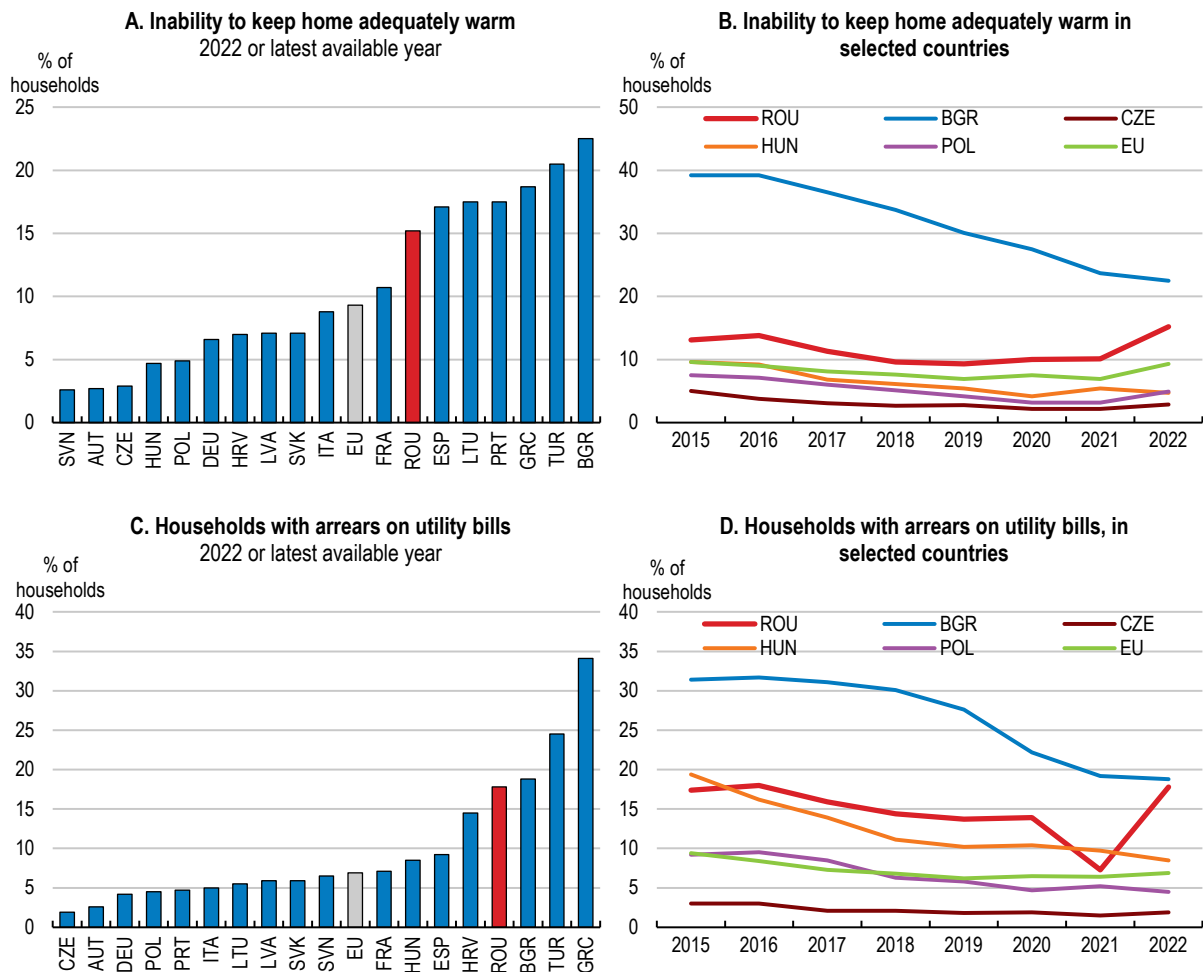 A. Inability to keep home adequately warm
2022 or latest available year
% of
households
25
20
15
10
5
0
SVN AUT CZE HUN POL DEU HRV LVA SVK ITA EU FRA ROU ESP LTU PRT GRC TUR BGR
B. Inability to keep home adequately warm in
selected countries
% of
households
50
40
30
20
10
0
ROU BGR CZE
HUN POL EU
2015 2016 2017 2018 2019 2020 2021 2022
C. Households with arrears on utility bills
2022 or latest available year
% of
households
40
35
30
25
20
15
10
5
0
CZE AUT DEU POL PRT ITA LTU LVA SVK SVN EU FRA HUN ESP HRV ROU BGR TUR GRC
D. Households with arrears on utility bills, in
selected countries
% of
households
40
35
30
25
20
15
10
5
0
ROU BGR CZE
HUN POL EU
2015 2016 2017 2018 2019 2020 2021 2022